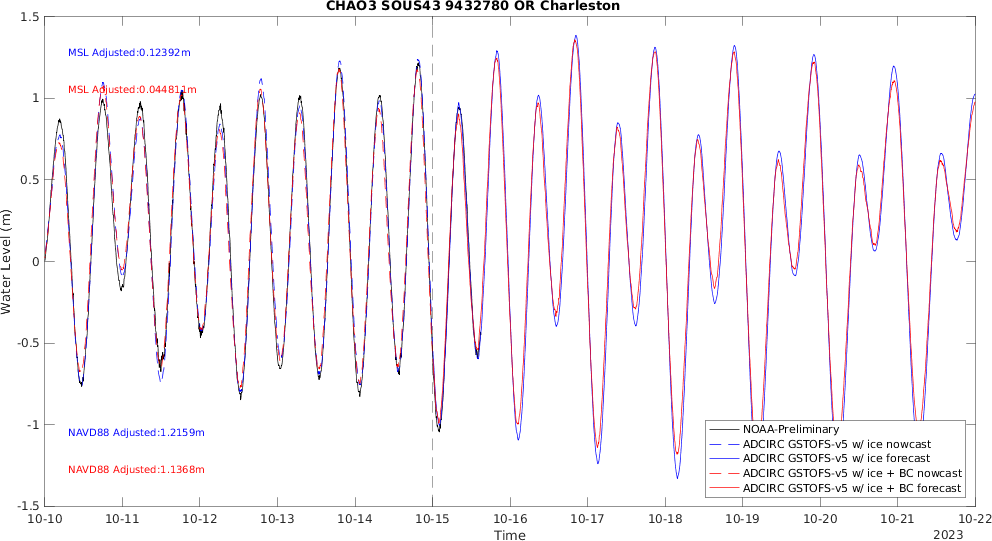 CHAO3 SOUS43 9432780 OR Charleston
1.5
1
0.5
0
-0.5
-1
-1.5
Water Level (m)
MSL Adjusted:0.12392m
MSL Adjusted:0.044811m
NAVD88 Adjusted:1.2159m
NAVD88 Adjusted:1.1368m
NOAA-Preliminary
ADCIRC GSTOFS-v5 w/ ice nowcast
ADCIRC GSTOFS-v5 w/ ice forecast
ADCIRC GSTOFS-v5 w/ ice + BC nowcast
ADCIRC GSTOFS-v5 w/ ice + BC forecast
10-10 10-11 10-12 10-13 10-14 10-15 10-16 10-17 10-18 10-19 10-20 10-21 10-22
Time
2023